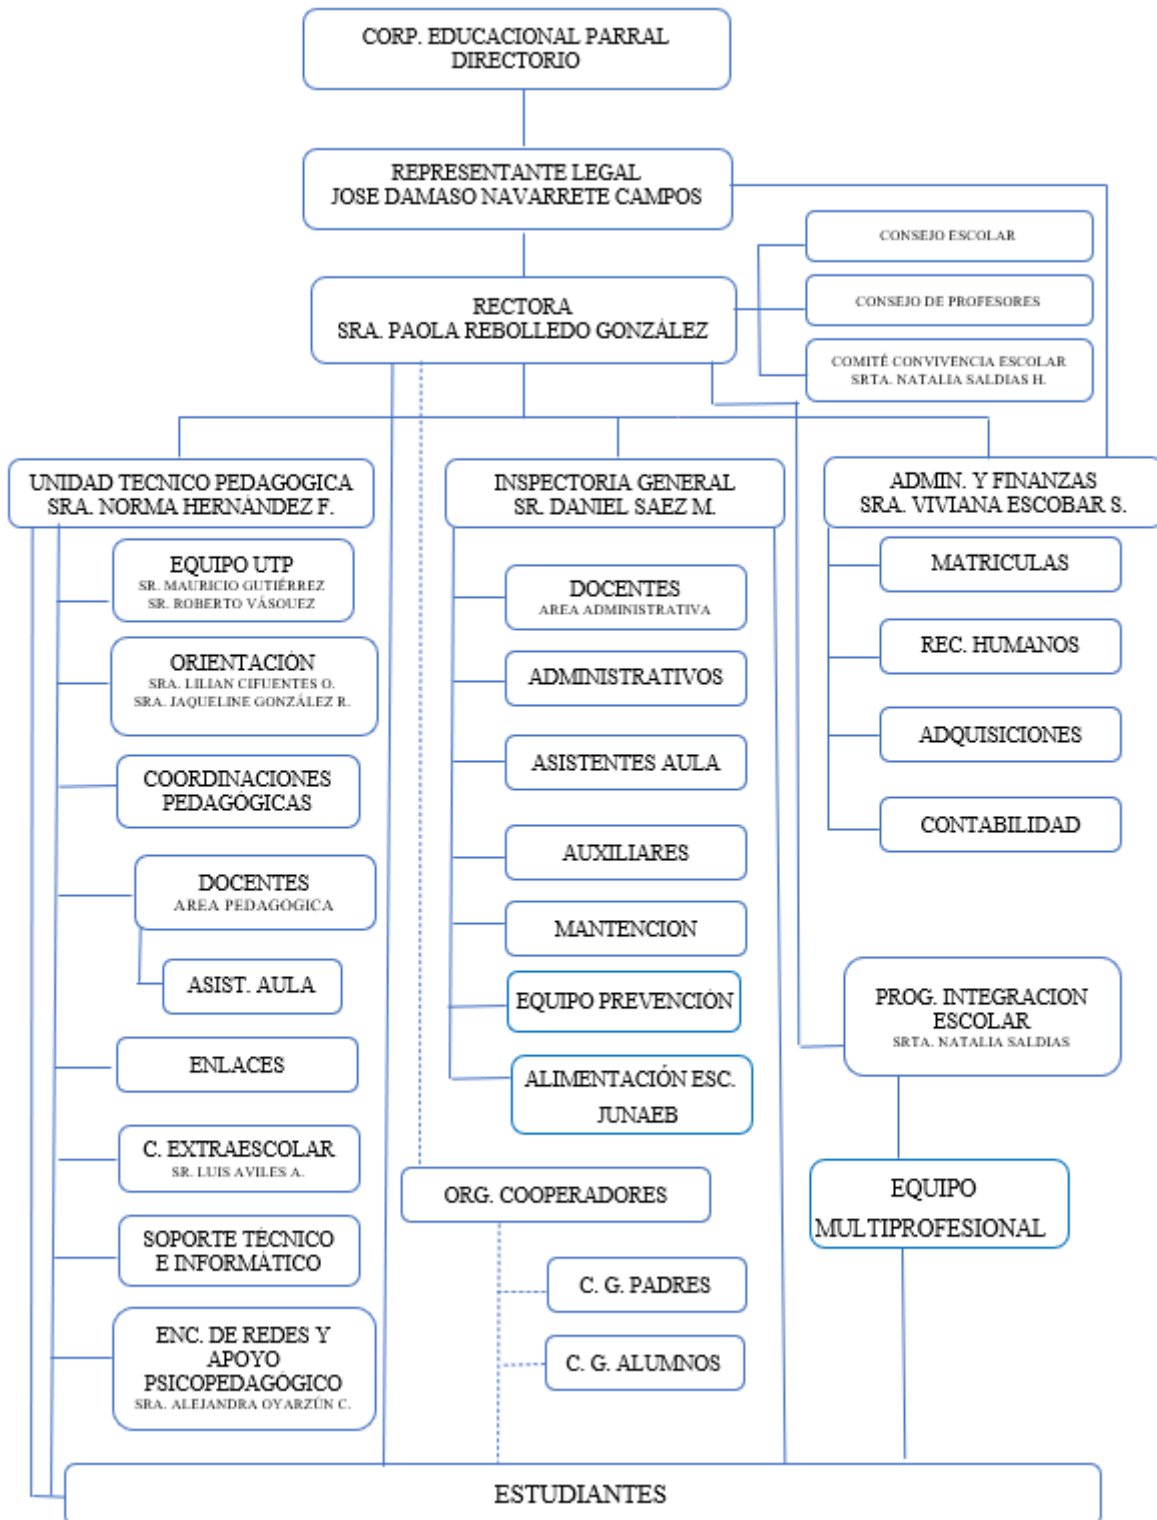 CORP. EDUCACIONAL PARRAL
DIRECTORIO
REPRESENTANTE LEGAL
JOSE DAMASO NAVARRETE CAMPOS
CONSEJO ESCOLAR
RECTORA
SRA. PAOLA REBOLLEDO GONZÁLEZ
CONSEJO DE PROFESORES
COMITÉ CONVIVENCIA ESCOLAR
SRTA. NATALIA SALDIAS H.
UNIDAD TECNICO PEDAGOGICA
SRA. NORMA HERNÁNDEZ F.
EQUIPO UTP
SR. MAURICIO GUTIÉRREZ
SR. ROBERTO VÁSOUEZ
ORIENTACIÓN
SRA. LILIAN CIFUENTES O.
SRA. JAQUELINE GONZÁLEZ R.
COORDINACIONES
PEDAGÓGICAS
DOCENTES
AREA PEDAGOGICA
ASIST. AULA
ENLACES
C. EXTRAESCOLAR
SR. LUIS AVILES A.
SOPORTE TÉCNICO
E INFORMÁTICO
ENC. DE REDES Y
APOYO
PSICOPEDAGÓGICO
SRA. ALEJANDRA OYARZÚN C.
INSPECTORIA GENERAL
SR. DANIEL SAEZ M.
DOCENTES
AREA ADMINISTRATIVA
ADMINISTRATIVOS
ASISTENTES AULA
AUXILIARES
MANTENCION
EQUIPO PREVENCIÓN
ALIMENTACIÓN ESC.
JUNAEB
ORG. COOPERADORES
C. G. PADRES
C. G. ALUMNOS
ADMIN. Y FINANZAS
SRA. VIVIANA ESCOBAR S.
MATRICULAS
REC. HUMANOS
ADQUISICIONES
CONTABILIDAD
PROG. INTEGRACION
ESCOLAR
SRTA. NATALIA SALDIAS
EQUIPO
MULTIPROFESIONAL
ESTUDIANTES